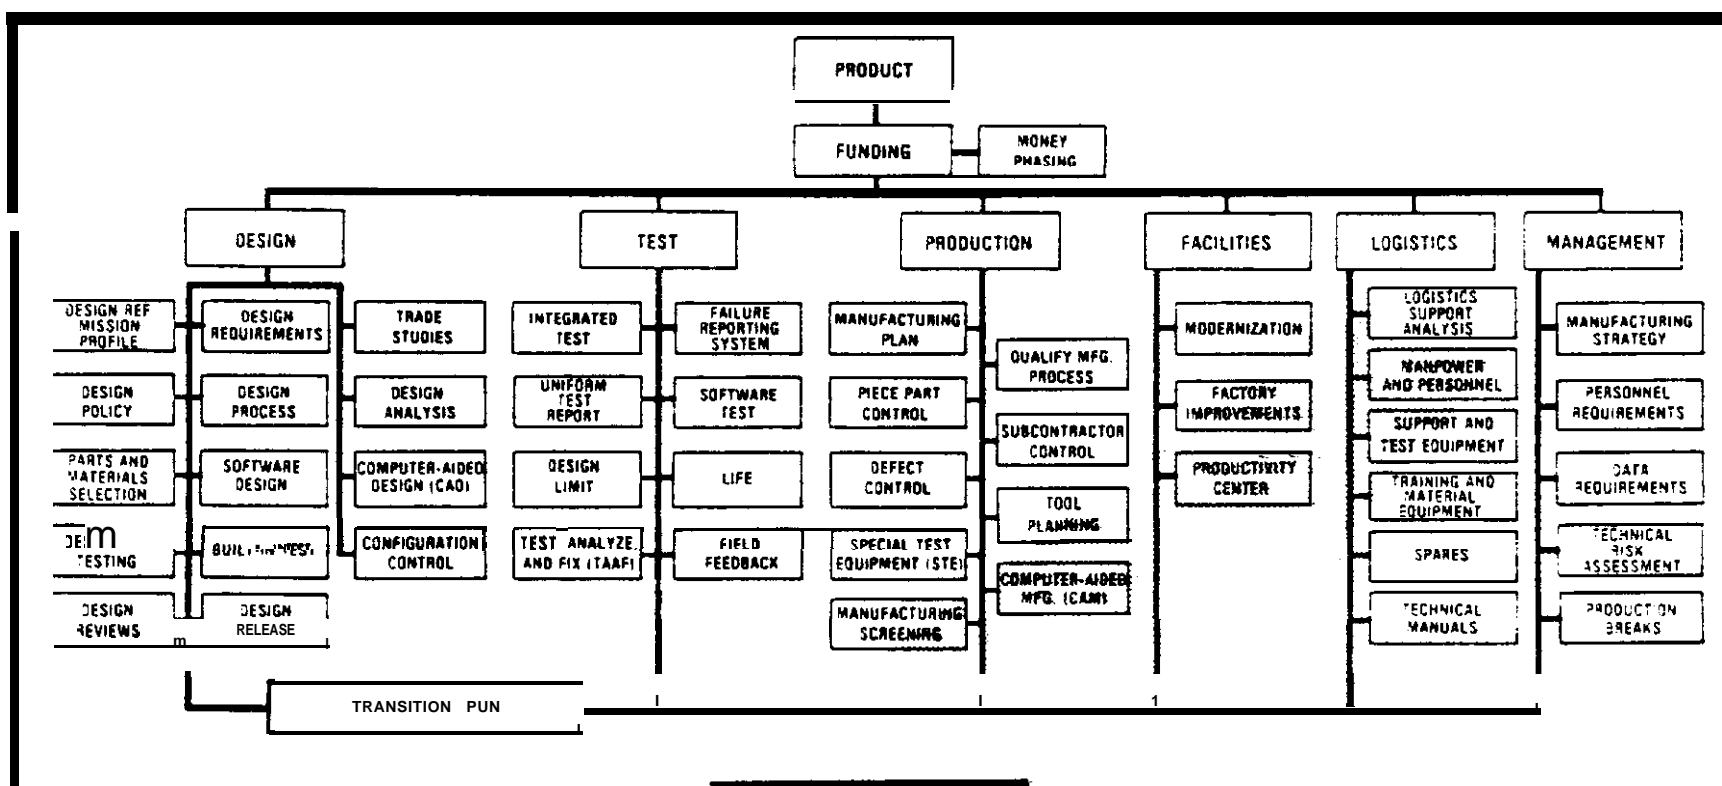 PRODUCT
FUNDING
MONEY
PHASING
DESIGN
TEST
PRODUCTION
FACILITIES
LOGISTICS
MANAGEMENT
DESIGN REF
MISSION
PROFILE
DESIGN
REQUIREMENTS
TRADE
STUDIES
DESIGN
POLICY
DESIGN
PROCESS
DESIGN
ANALYSIS
PARTS AND
MATERIALS
SELECTION
SOFTWARE
DESIGN
COMPUTER-AIDED
DESIGN (CAD)
TESTING
CONFIGURATION
CONTROL
DESIGN
REVIEWS
m
DESIGN
RELEASE
INTEGRATED
TEST
FAILURE
REPORTING
SYSTEM
UNIFORM
TEST
REPORT
SOFTWARE
TEST
DESIGN
LIMIT
LIFE
TEST ANALYZE
AND FIX (TAAF)
FIELD
FEEDBACK
MANUFACTURING
PLAN
QUALIFY MFG.
PROCESS
PIECE PART
CONTROL
SUBCONTRACTOR
CONTROL
DEFECT
CONTROL
TOOL
PLANNING
SPECIAL TEST
EQUIPMENT (STE)
COMPUTER-AIDED
MFG. (CAM)
MANUFACTURING
SCREENING
MODERNIZATION
FACTORY
IMPROVEMENTS
PRODUCTIVITY
CENTER
LOGISTICS
SUPPORT
ANALYSIS
MANPOWER
AND PERSONNEL
SUPPORT AND
TEST EQUIPMENT
TRAINING AND
MATERIAL
EQUIPMENT
SPARES
TECHNICAL
MANUALS
MANUFACTURING
STRATEGY
PERSONNEL
REQUIREMENTS
DATA
REQUIREMENTS
TECHNICAL
RISK
ASSESSMENT
PRODUCTION
BREAKS
TRANSITION PUN